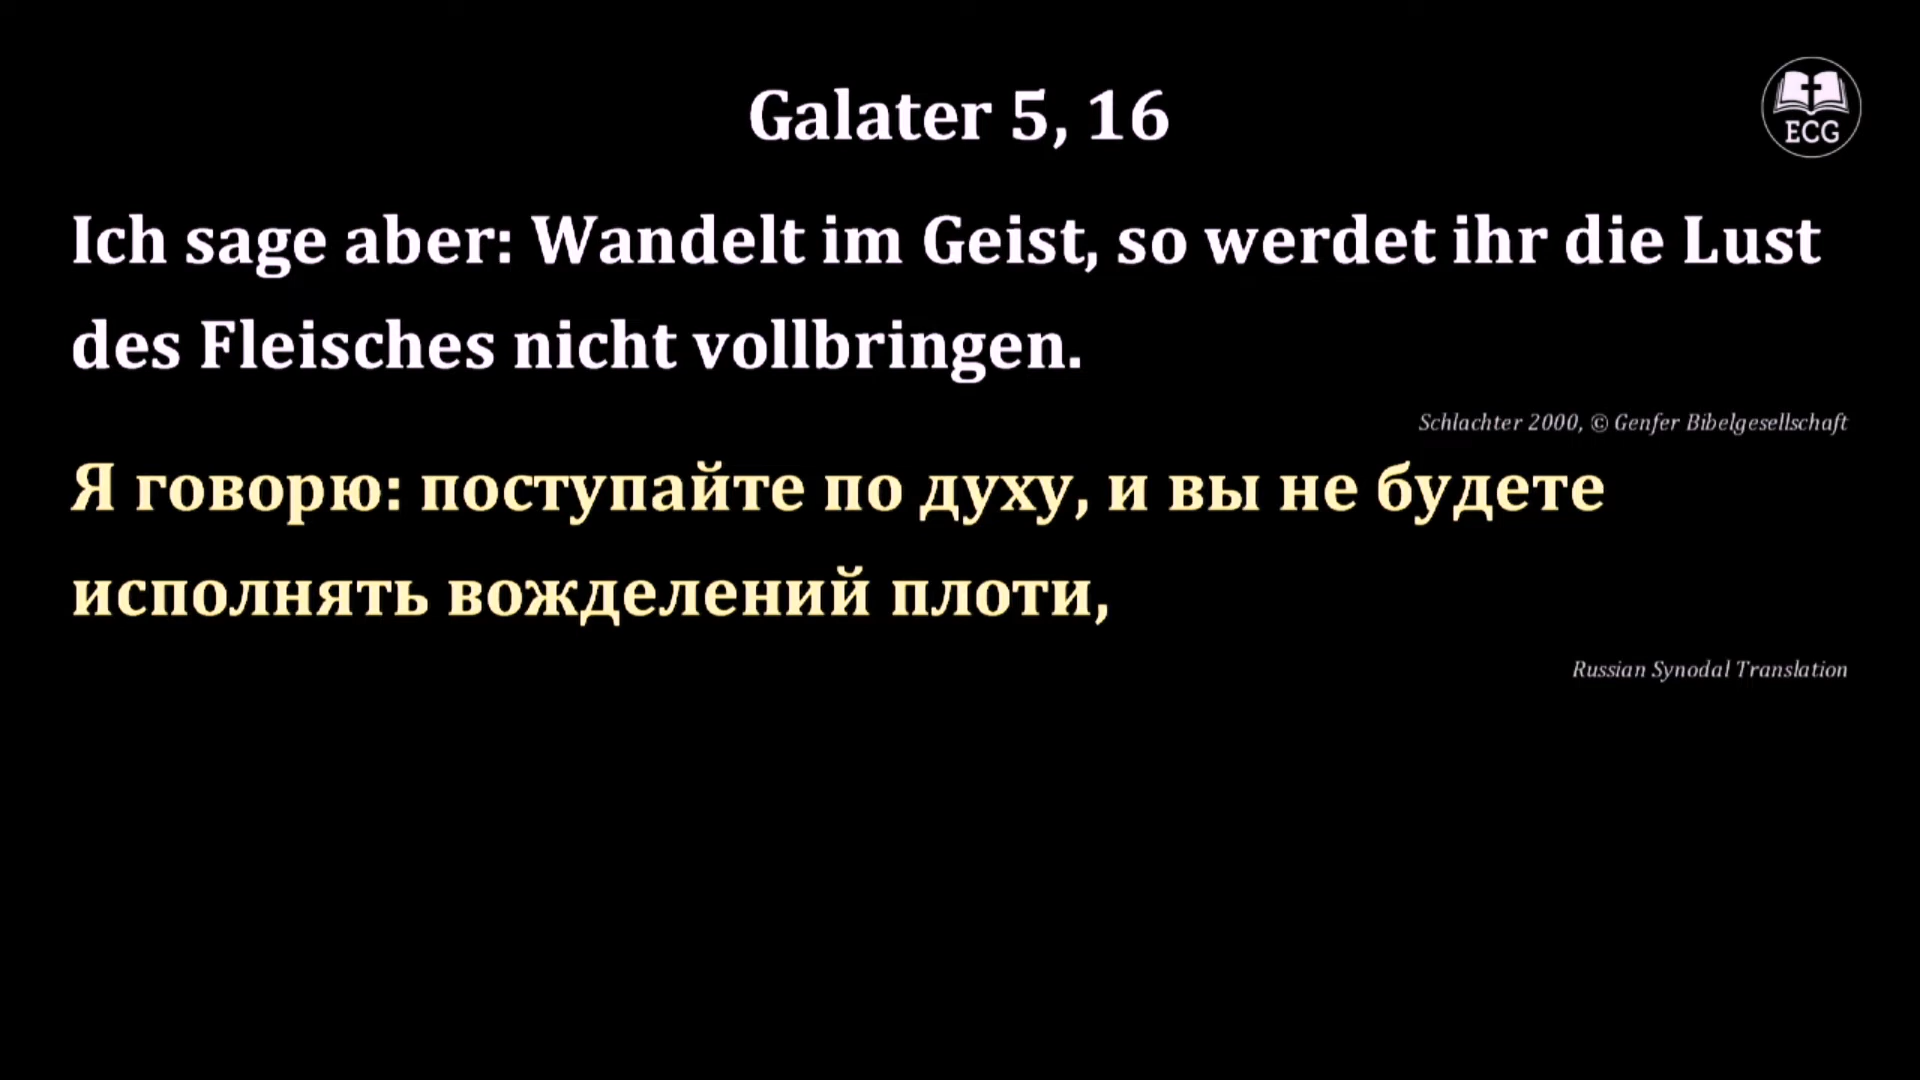 Galater 5, 16
ECG
Ich sage aber: Wandelt im Geist, so werdet ihr die Lust
des Fleisches nicht vollbringen.
Schlachter 2000, © Genfer Bibelgesellschaft
Я говорю: поступайте по духу, и вы не будете
исполнять вожделений плоти,
Russian Synodal Translation